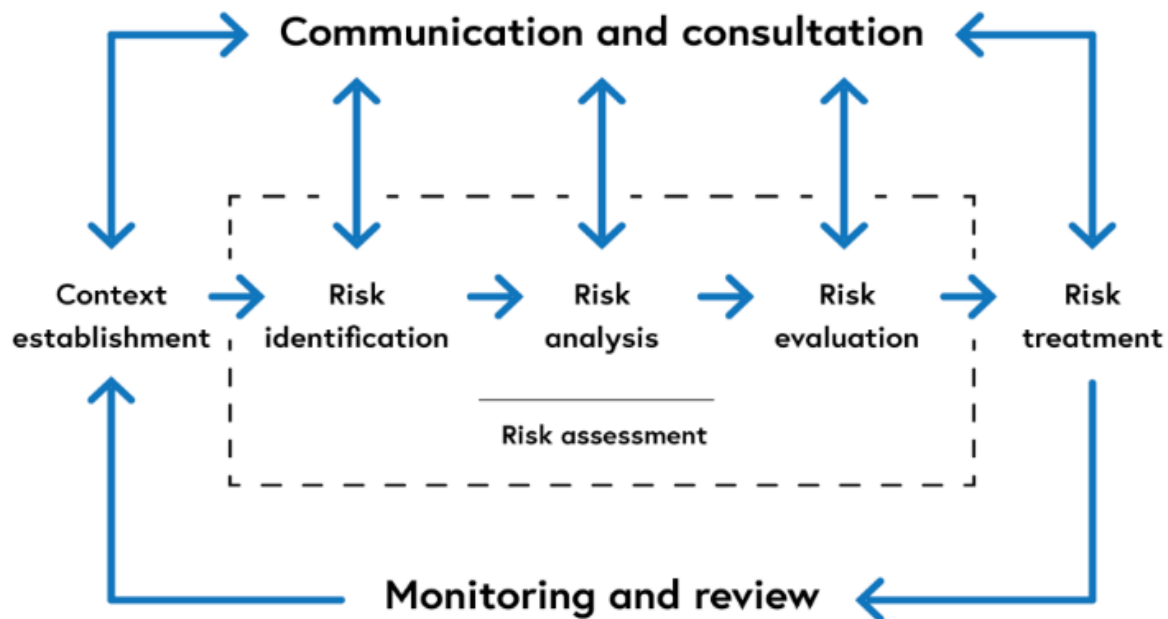 Communication and consultation
Context
establishment
Risk
identification
Risk
analysis
Risk
evaluation
Risk
treatment
Risk assessment
Monitoring and review